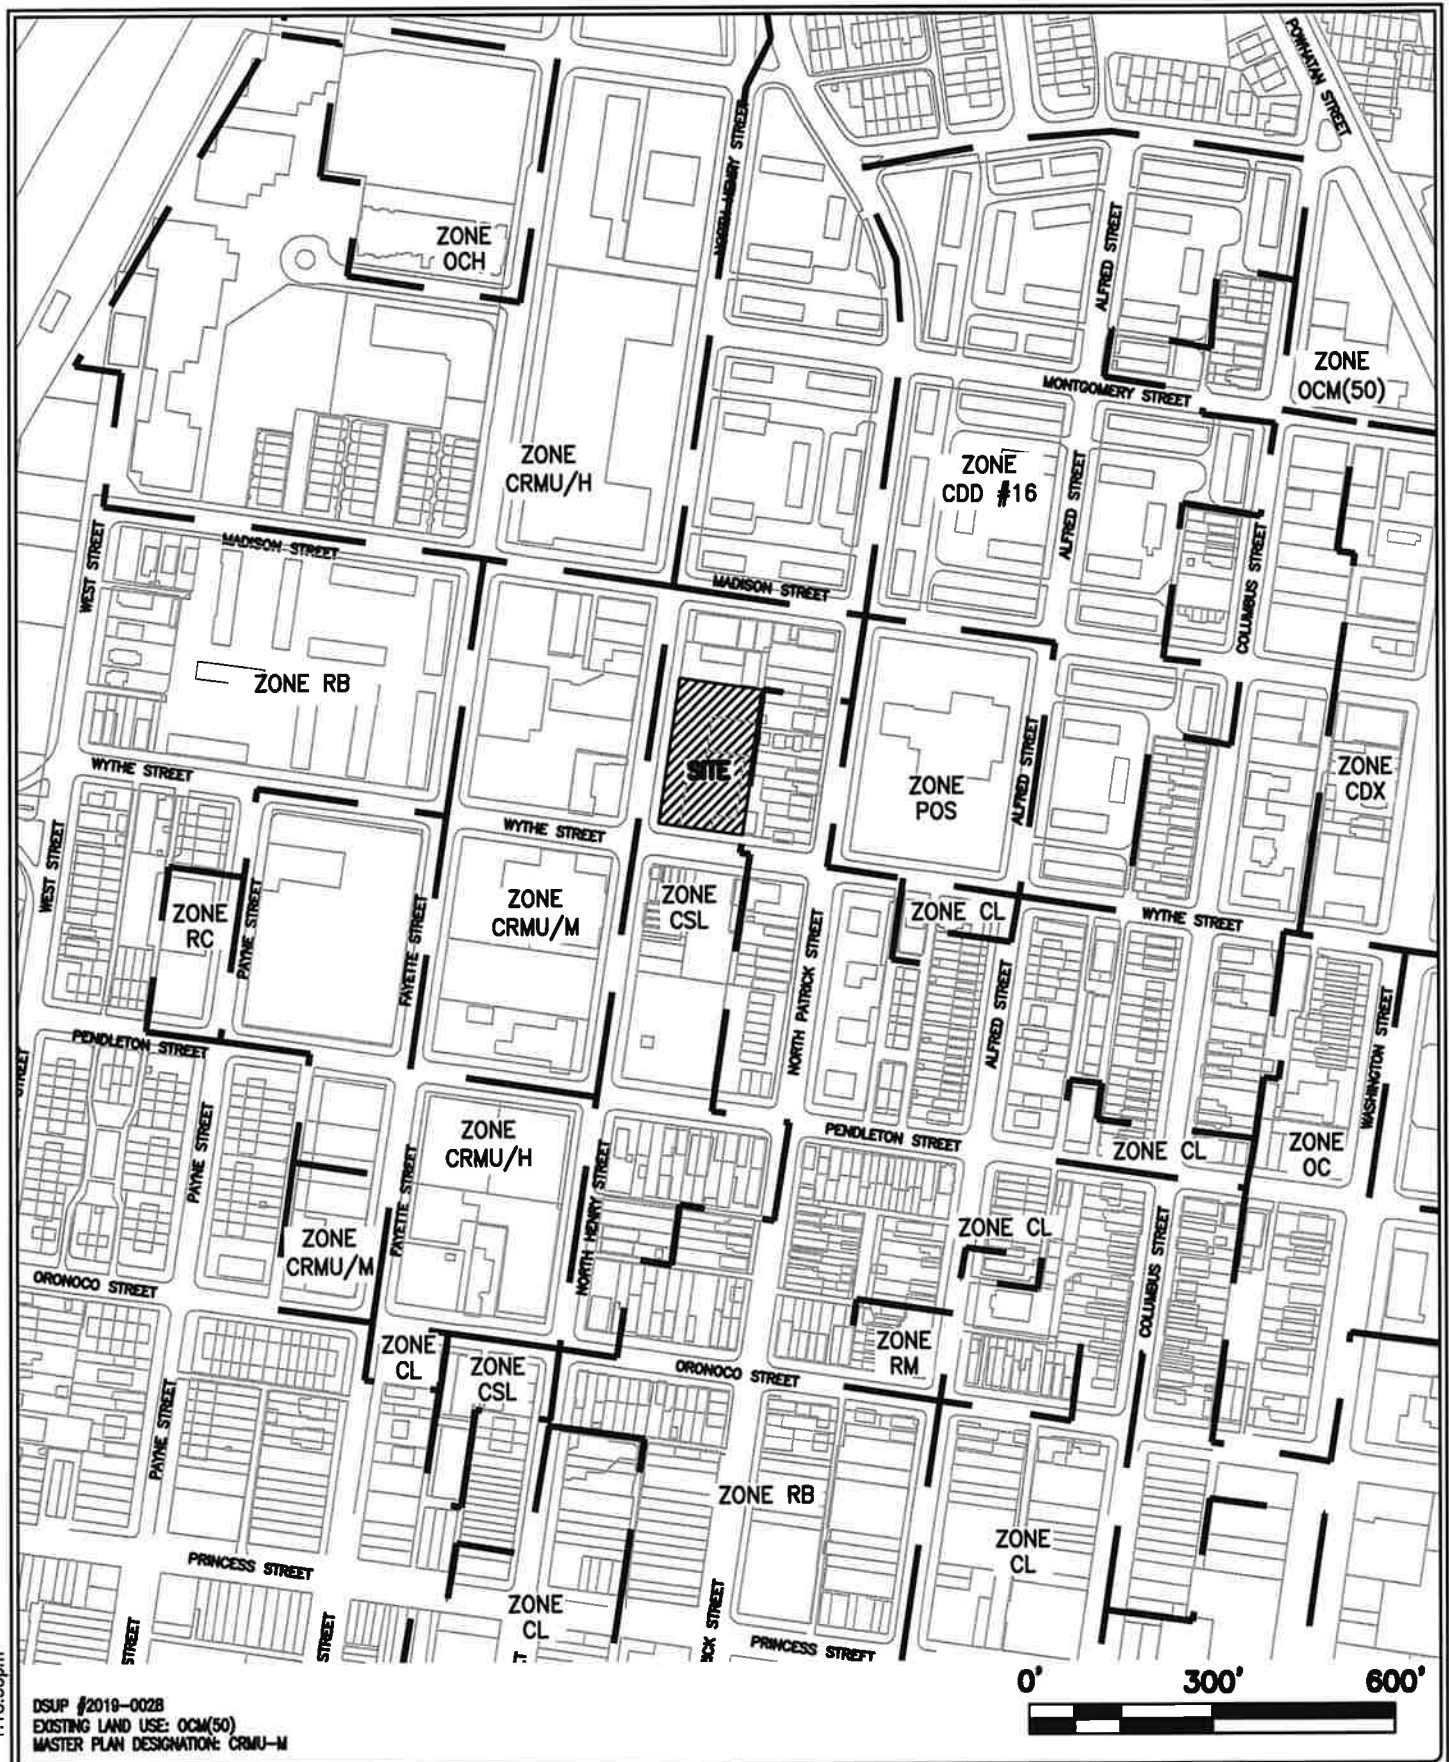 POWHATAN STREET
NORTH HENRY STREET
ALFRED STREET
ZONE
OCH
ZONE
OCM(50)
MONTGOMERY STREET
ZONE
CRMU/H
ZONE
CDD #16
ALFRED STREET
WEST STREET
MADISON STREET
MADISON STREET
COLUMBUS STREET
ZONE RB
SITE
ZONE
POS
ALFRED STREET
ZONE
CDX
WYTHE STREET
WYTHE STREET
WEST STREET
ZONE
RC
PAYNE STREET
FAYETTE STREET
ZONE
CRMU/M
ZONE
CSL
NORTH PATRICK STREET
ZONE CL
WYTHE STREET
ALFRED STREET
WASHINGTON STREET
PENDLETON STREET
STREET
PAYNE STREET
ZONE
CRMU/H
PENDLETON STREET
ZONE CL
ZONE
OC
FAYETTE STREET
NORTH HENRY STREET
ZONE
CRMU/M
ZONE CL
COLUMBUS STREET
ORONOCO STREET
ZONE
CL
ZONE
CSL
ORONOCO STREET
ZONE
RM
PAYNE STREET
ZONE RB
ZONE
CL
PRINCESS STREET
ZONE
CL
STREET
STREET
ICK STREET
PRINCESS STREET
0' 300' 600'
DSUP #2019-0028
EXISTING LAND USE: OCM(50)
MASTER PLAN DESIGNATION: CRMU-M